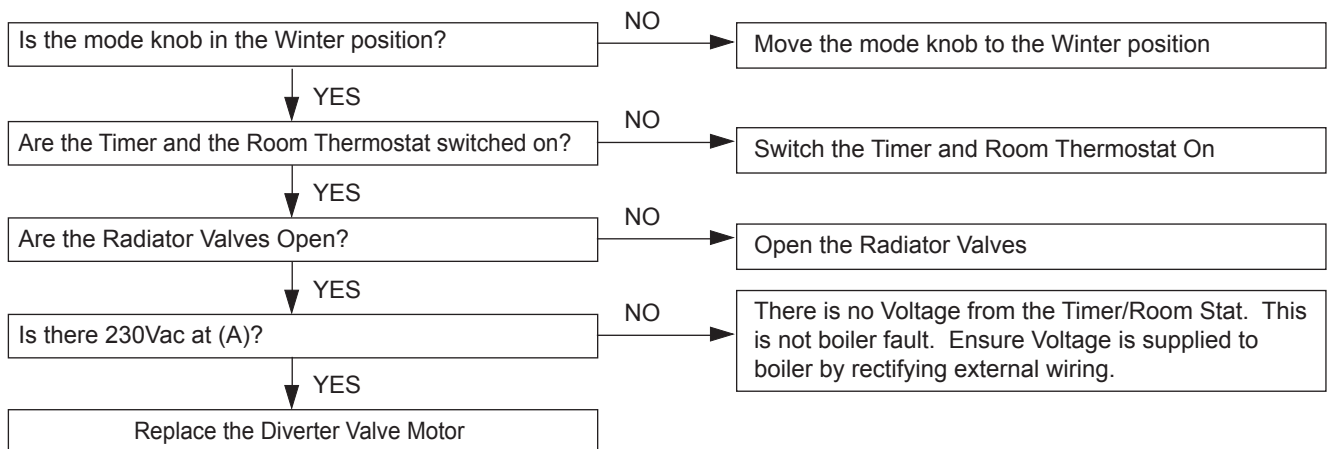 Is the mode knob in the Winter position?
NO
Move the mode knob to the Winter position
YES
Are the Timer and the Room Thermostat switched on?
NO
Switch the Timer and Room Thermostat On
YES
Are the Radiator Valves Open?
NO
Open the Radiator Valves
YES
Is there 230Vac at (A)?
NO
There is no Voltage from the Timer/Room Stat.  This
is not boiler fault.  Ensure Voltage is supplied to
boiler by rectifying external wiring.
YES
Replace the Diverter Valve Motor